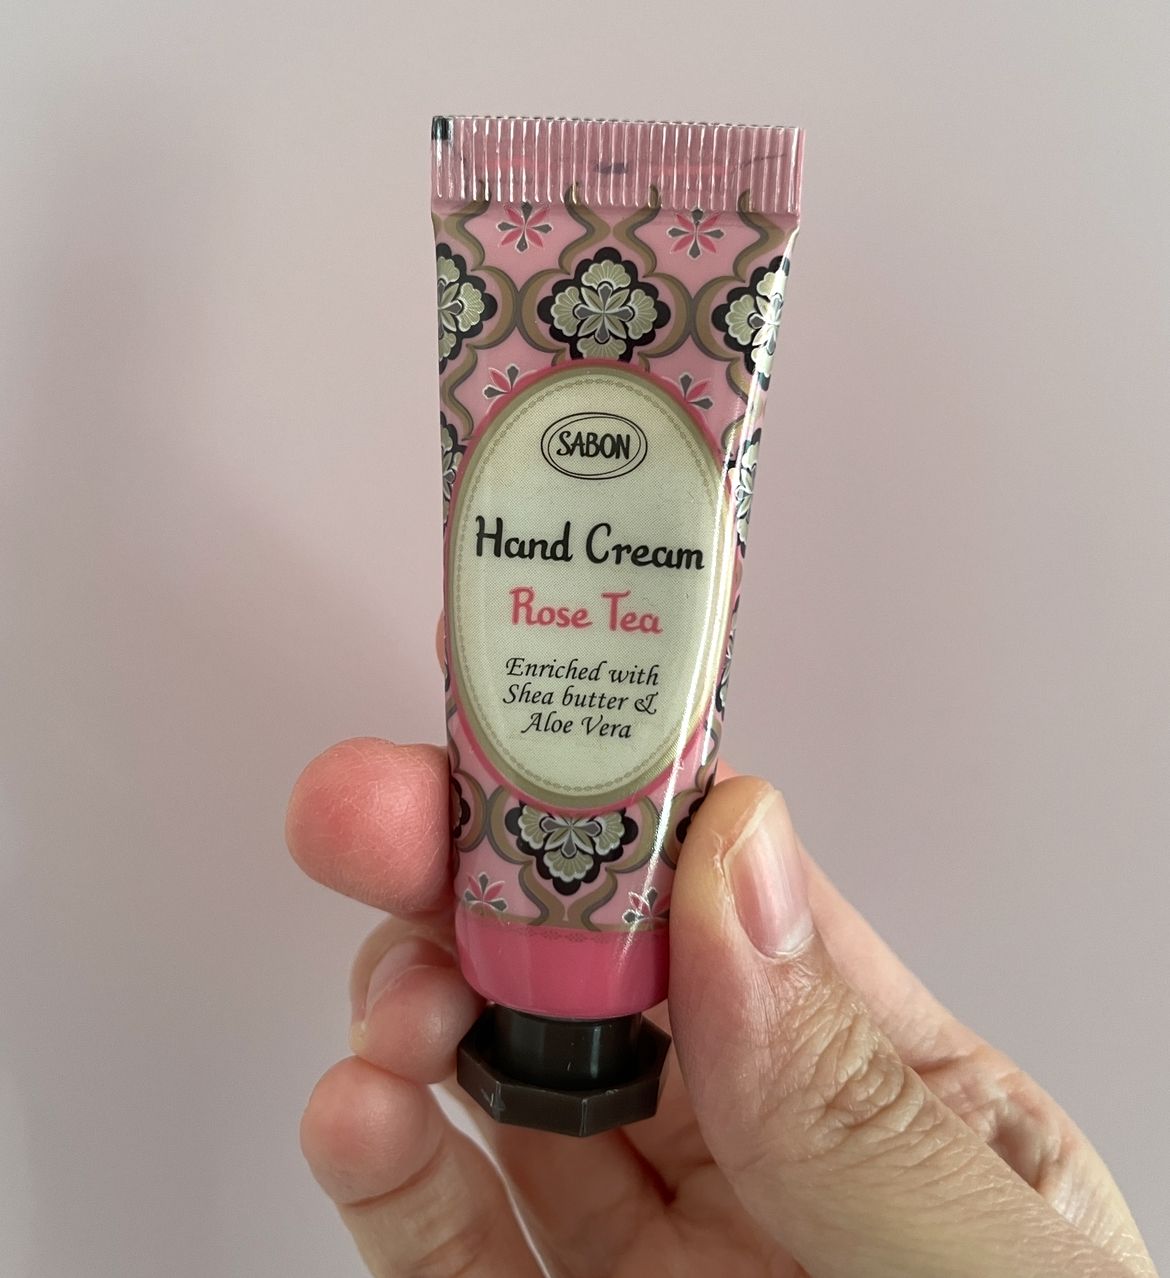 SABON
Hand Cream
Rose Tea
Enriched with
Shea butter &
Aloe Vera